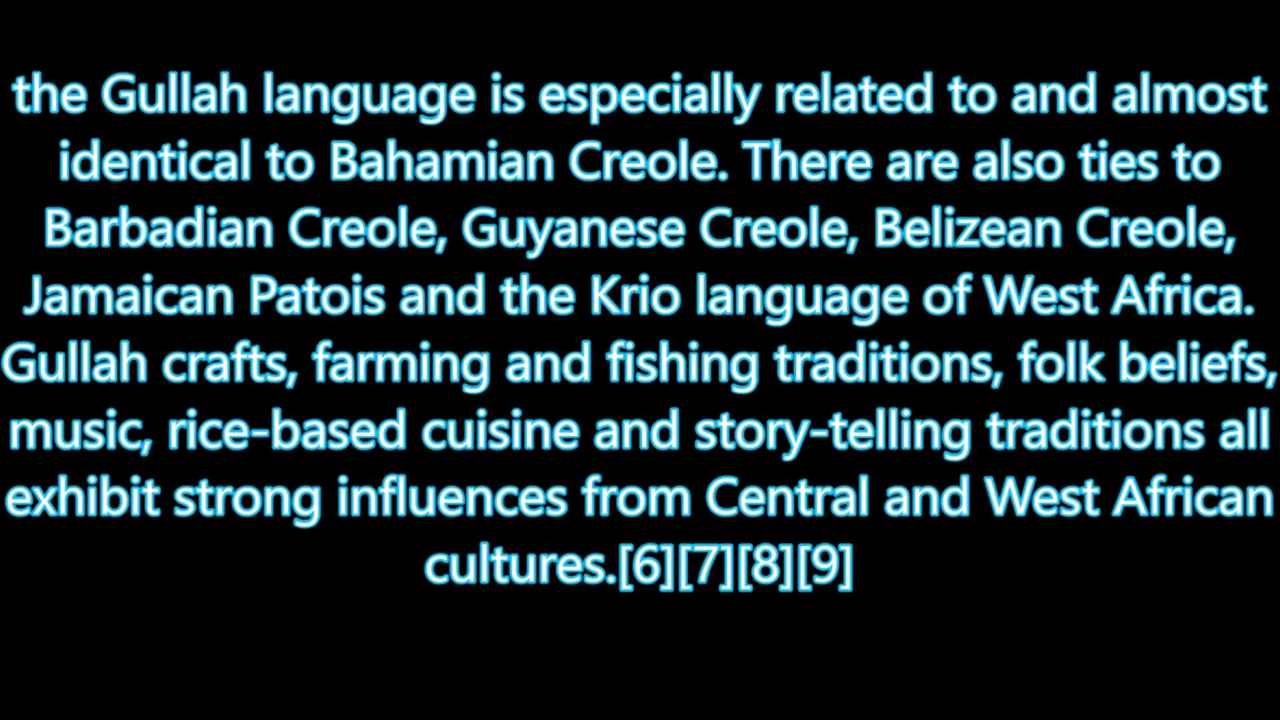 the Gullah language is especially related to and almost
identical to Bahamian Creole. There are also ties to
Barbadian Creole, Guyanese Creole, Belizean Creole,
Jamaican Patois and the Krio language of West Africa.
Gullah crafts, farming and fishing traditions, folk beliefs,
music, rice-based cuisine and story-telling traditions all
exhibit strong influences from Central and West African
cultures.[6][7][8][9]